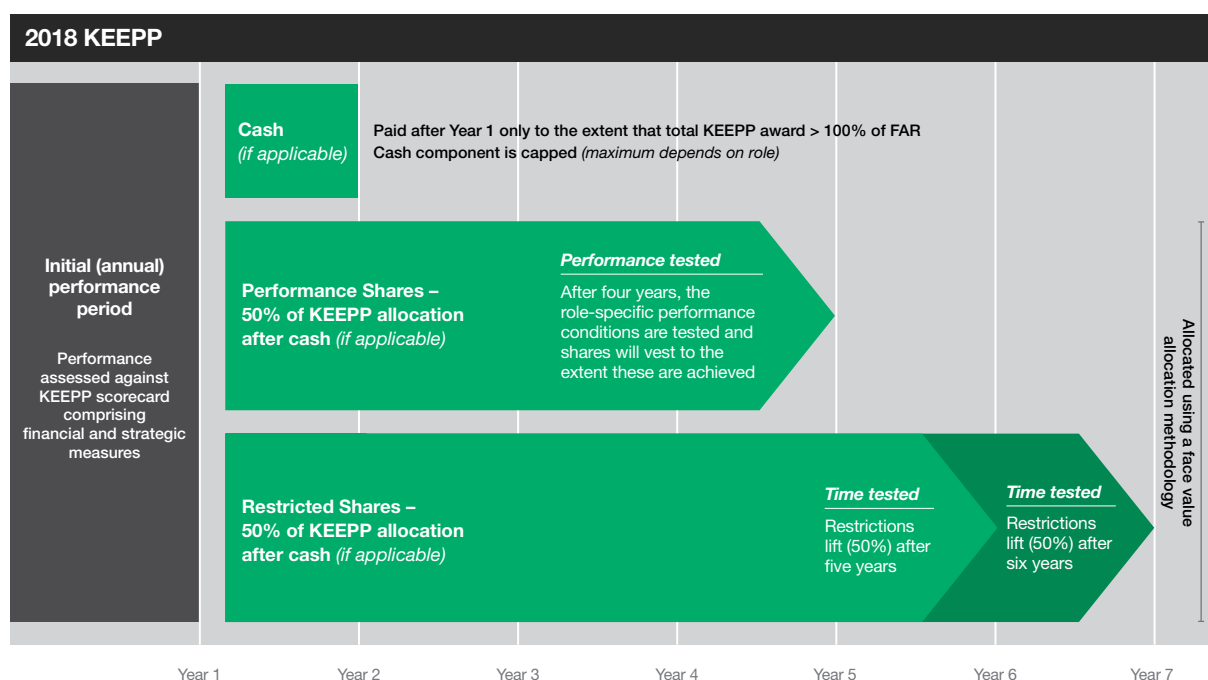 2018 KEEPP
Initial (annual)
performance
period
Performance
assessed against
KEEPP scorecard
comprising
financial and strategic
measures
Cash
(if applicable)
Paid after Year 1 only to the extent that total KEEPP award > 100% of FAR
Cash component is capped (maximum depends on role)
Performance Shares –
50% of KEEPP allocation
after cash (if applicable)
Performance tested
After four years, the
role-specific performance
conditions are tested and
shares will vest to the
extent these are achieved
Restricted Shares –
50% of KEEPP allocation
after cash (if applicable)
Time tested
Restrictions
lift (50%) after
five years
Time tested
Restrictions
lift (50%) after
six years
Allocated using a face value
allocation methodology
Year 1
Year 2
Year 3
Year 4
Year 5
Year 6
Year 7